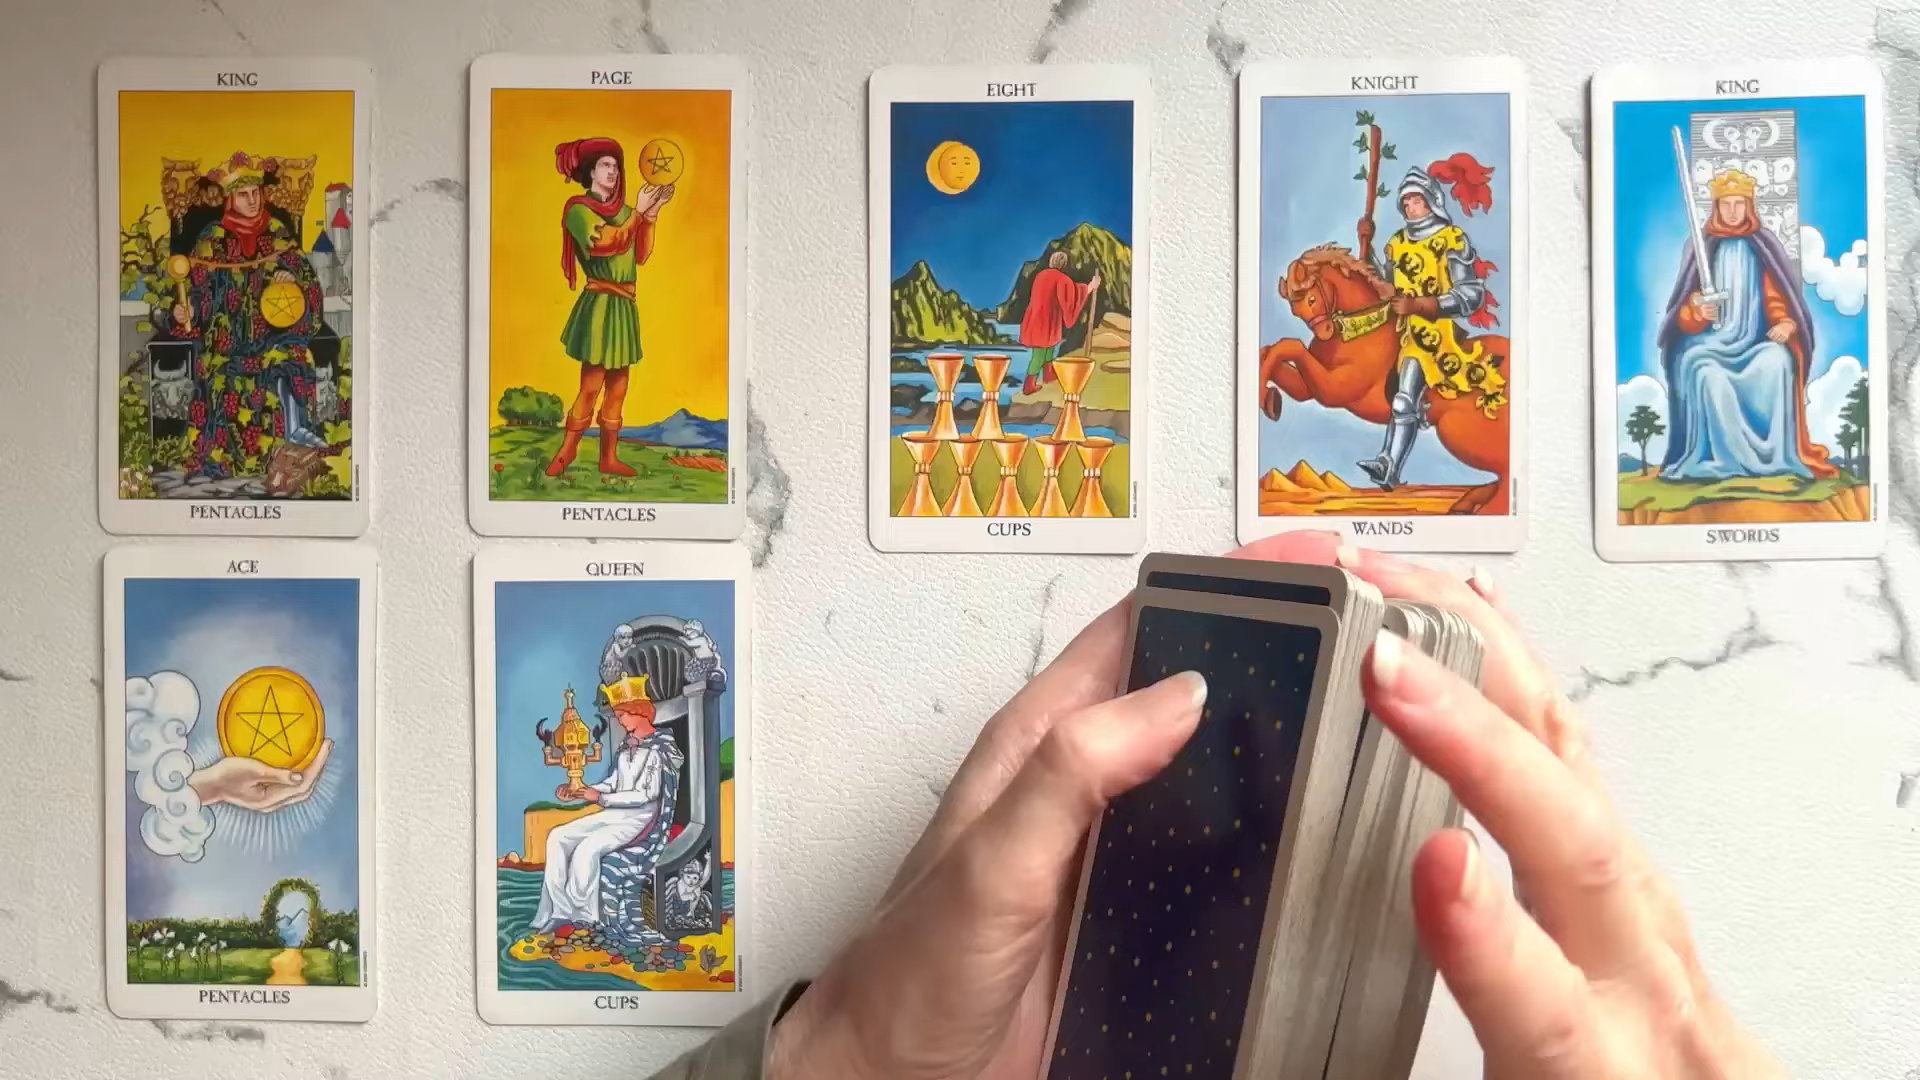 KING
PENTACLES
PAGE
PENTACLES
EIGHT
CUPS
KNIGHT
WANDS
KING
SWORDS
ACE
PENTACLES
QUEEN
CUPS